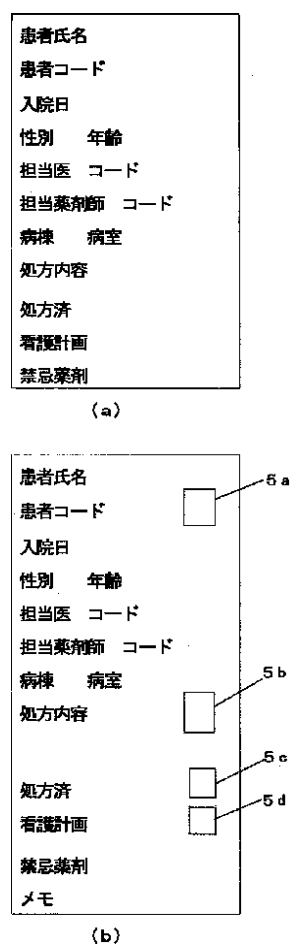 患者氏名
患者コード
入院日
性別 年齢
担当医 コード
担当薬剤師 コード
病棟 病室
処方内容
処方済
看護計画
禁忌薬剤
(a)
患者氏名
5a
患者コード
入院日
性別 年齢
担当医 コード
担当薬剤師 コード
病棟 病室
5b
処方内容
5c
処方済
5d
看護計画
禁忌薬剤
メモ
(b)